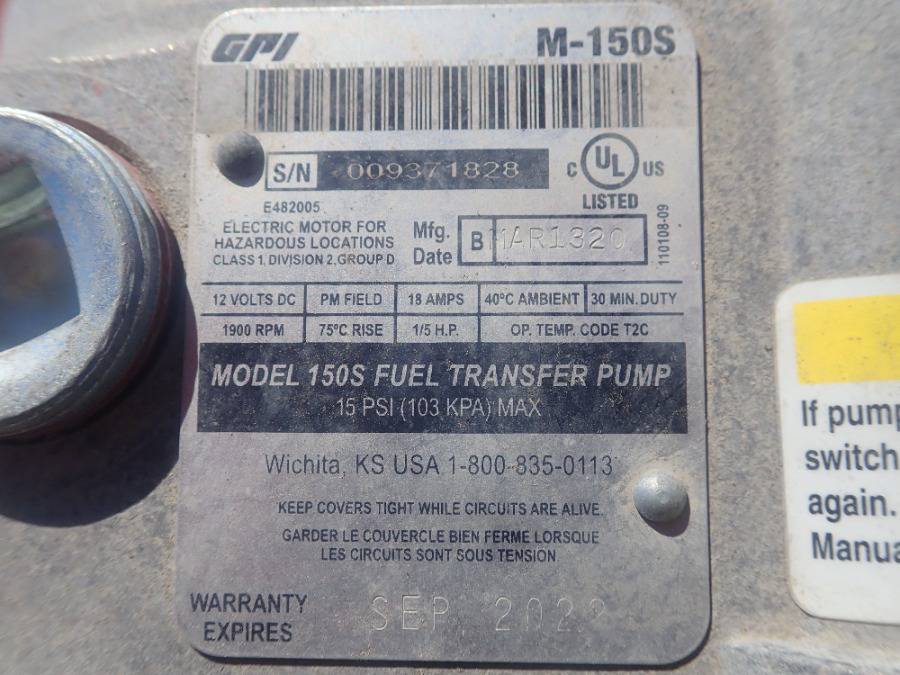 GPI M-150S
S/N 009371828
C UL US
LISTED
E482005
ELECTRIC MOTOR FOR
HAZARDOUS LOCATIONS
CLASS 1, DIVISION 2, GROUP D
Mfg.
Date B MAR1320
110108-09
12 VOLTS DC PM FIELD 18 AMPS 40°C AMBIENT 30 MIN. DUTY
1900 RPM 75°C RISE 1/5 H.P. OP. TEMP. CODE T2C
MODEL 150S FUEL TRANSFER PUMP
15 PSI (103 KPA) MAX
Wichita, KS USA 1-800-835-0113
KEEP COVERS TIGHT WHILE CIRCUITS ARE ALIVE.
GARDER LE COUVERCLE BIEN FERME LORSQUE
LES CIRCUITS SONT SOUS TENSION.
WARRANTY
EXPIRES SEP 2022
If pump
switch
again.
Manua